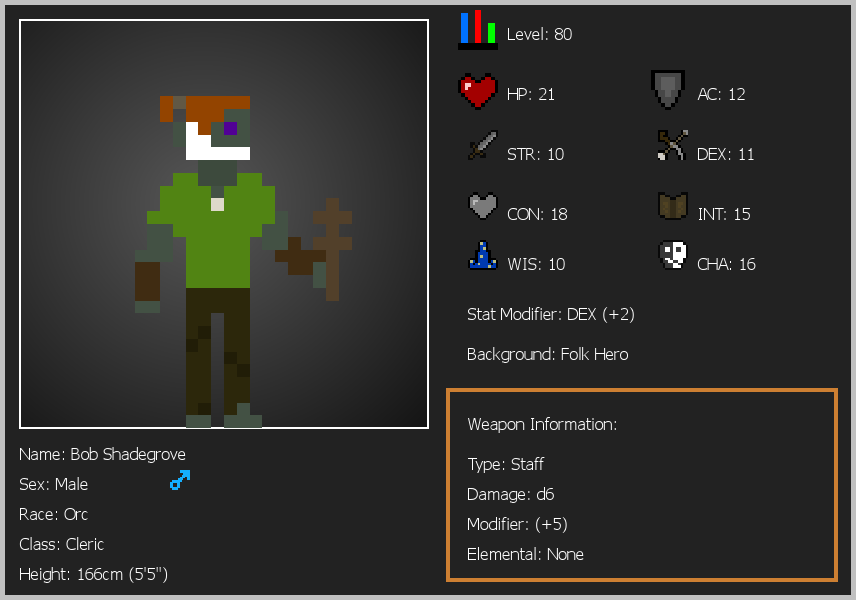 Level: 80
HP: 21
AC: 12
STR: 10
DEX: 11
CON: 18
INT: 15
WIS: 10
CHA: 16
Stat Modifier: DEX (+2)
Background: Folk Hero
Weapon Information:
Type: Staff
Damage: d6
Modifier: (+5)
Elemental: None
Name: Bob Shadegrove
Sex: Male
Race: Orc
Class: Cleric
Height: 166cm (5'5")